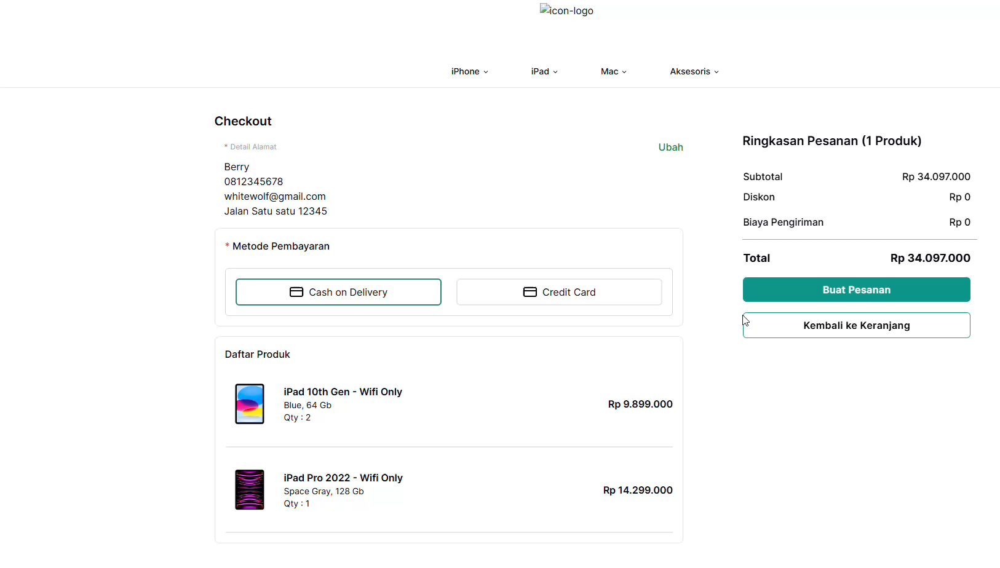 icon-logo
iPhone
iPad
Mac
Aksesoris
Checkout
* Detail Alamat
Ubah
Berry
0812345678
whitewolf@gmail.com
Jalan Satu satu 12345
* Metode Pembayaran
Cash on Delivery
Credit Card
Daftar Produk
iPad 10th Gen - Wifi Only
Blue, 64 Gb
Qty : 2
Rp 9.899.000
iPad Pro 2022 - Wifi Only
Space Gray, 128 Gb
Qty : 1
Rp 14.299.000
Ringkasan Pesanan (1 Produk)
Subtotal Rp 34.097.000
Diskon Rp 0
Biaya Pengiriman Rp 0
Total Rp 34.097.000
Buat Pesanan
Kembali ke Keranjang